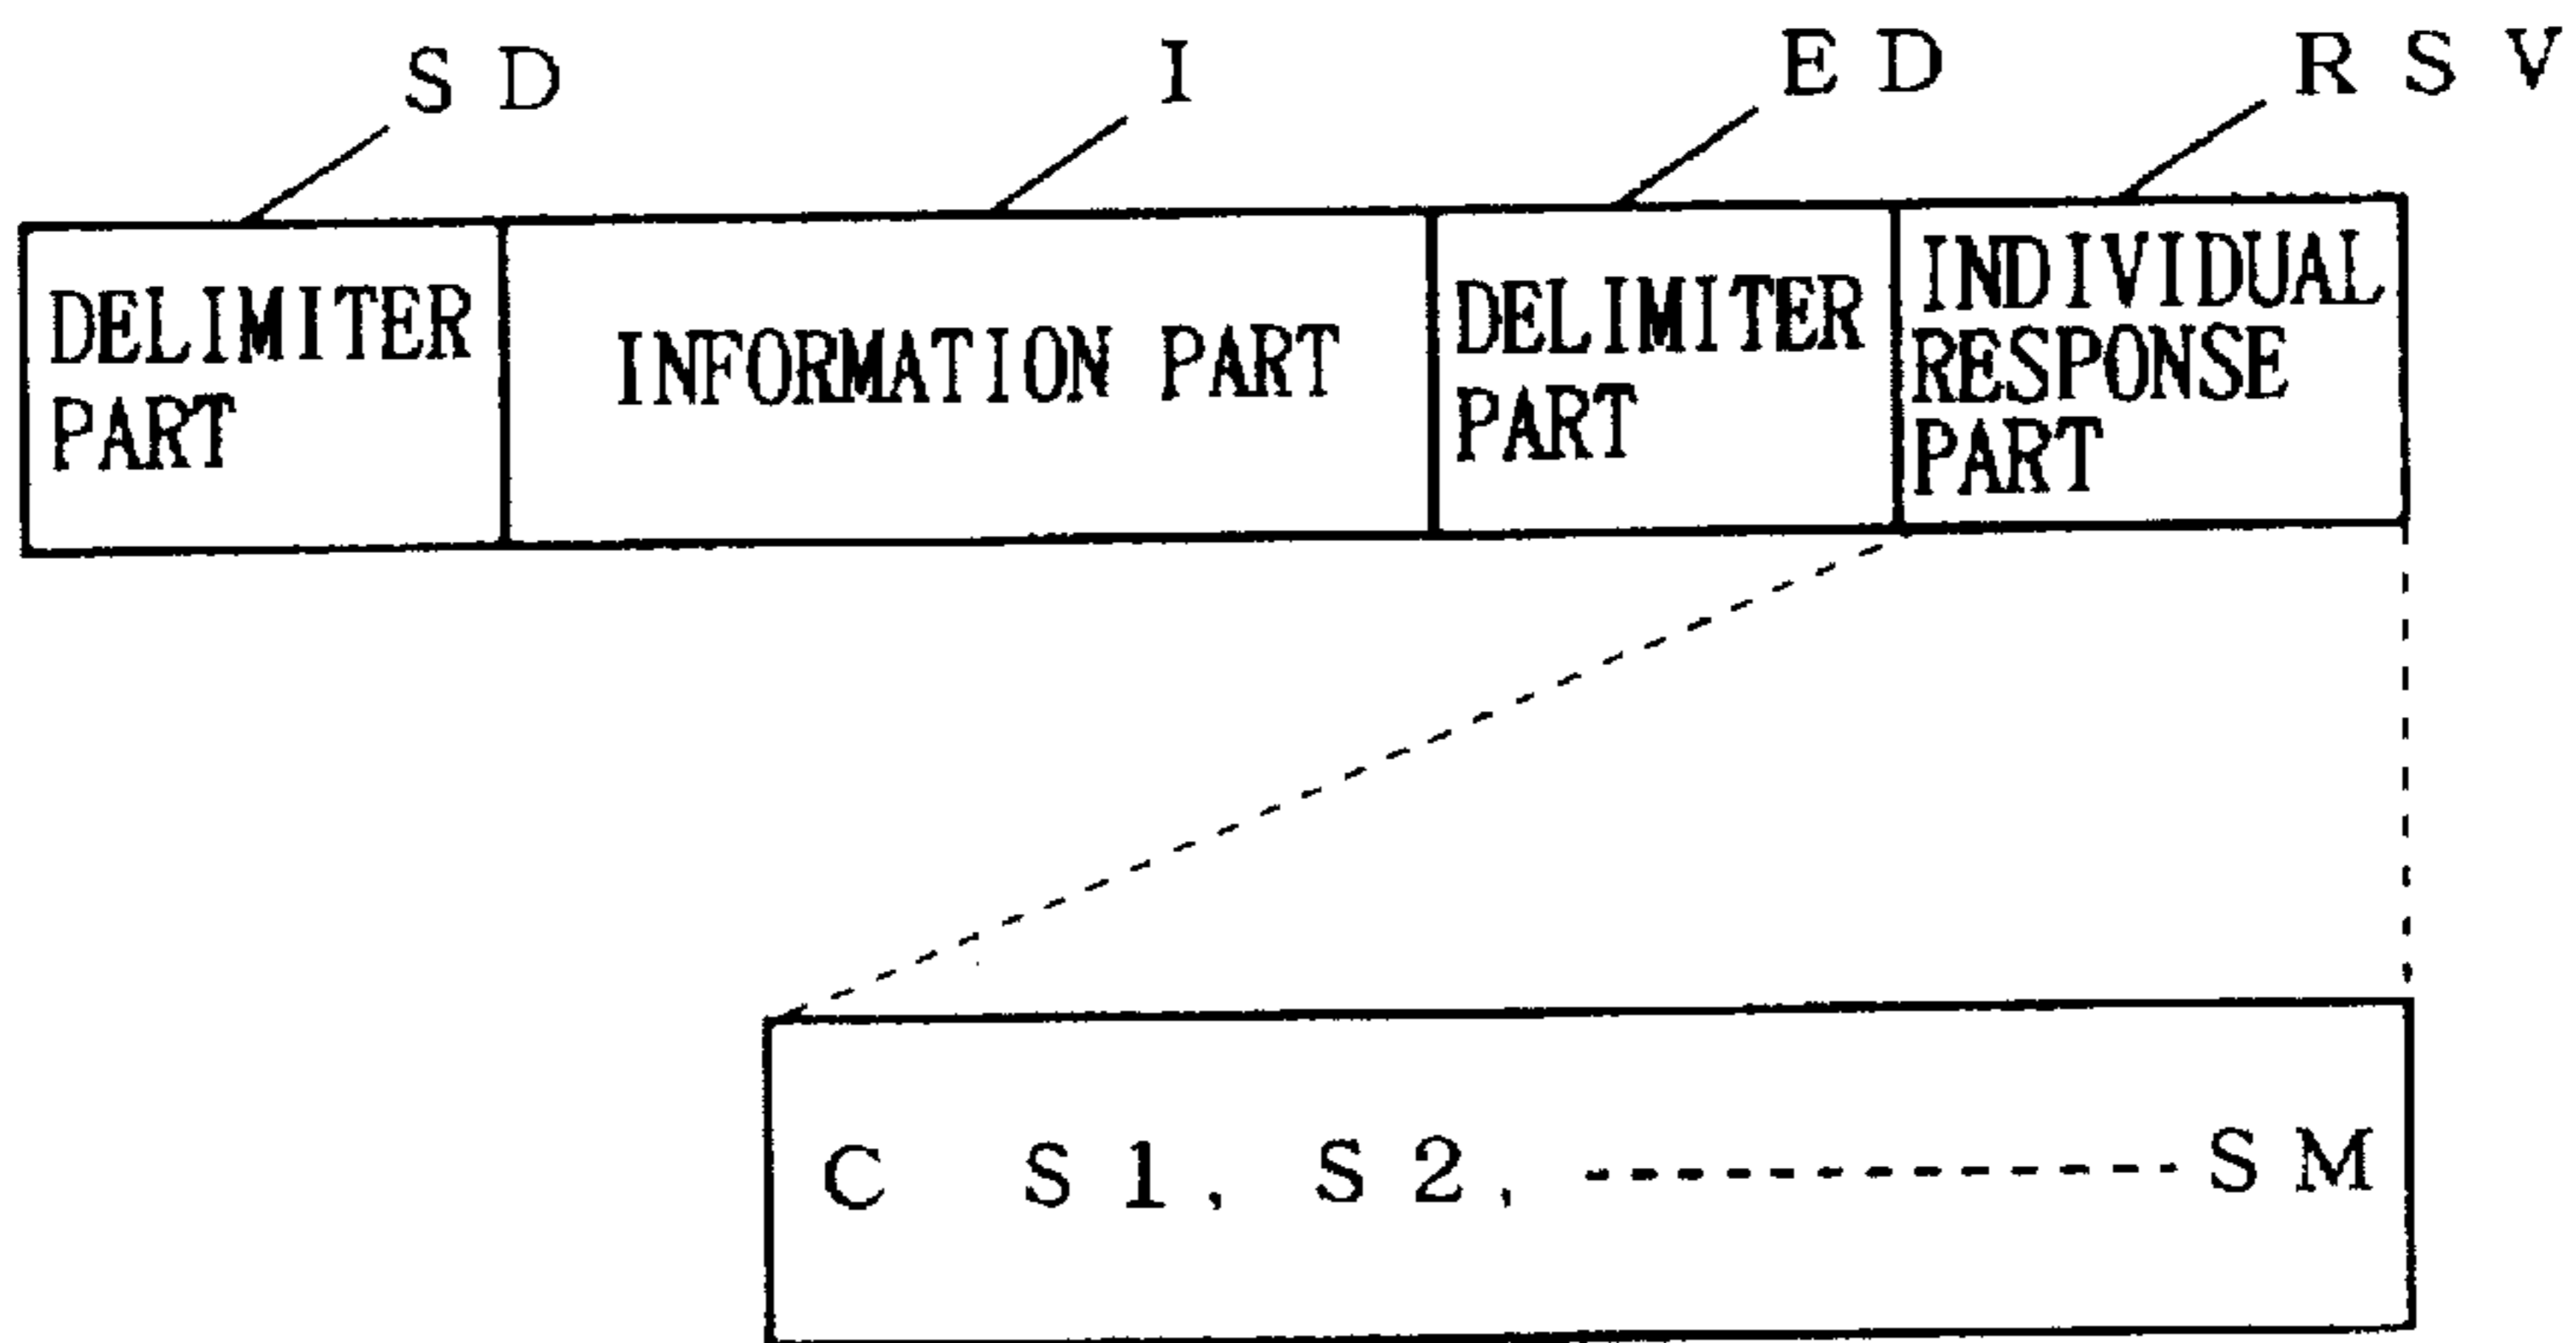 SD I ED RSV
DELIMITER
PART
INFORMATION PART
DELIMITER
PART
INDIVIDUAL
RESPONSE
PART
C S1, S2, ------------- SM